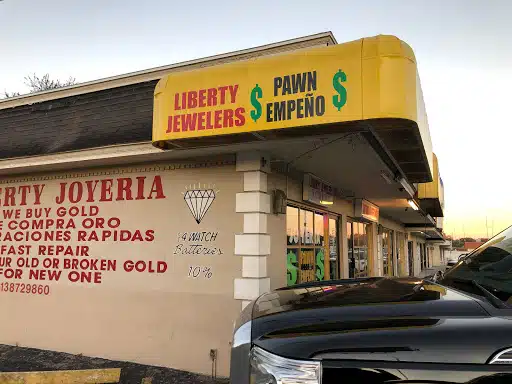 LIBERTY
JEWELERS
$
PAWN
EMPEÑO
$
RTY JOYERIA
WE BUY GOLD
E COMPRA ORO
RACIONES RAPIDAS
FAST REPAIR
UR OLD OR BROKEN GOLD
FOR NEW ONE
138729860
WATCH
Batteries
10%
$
$